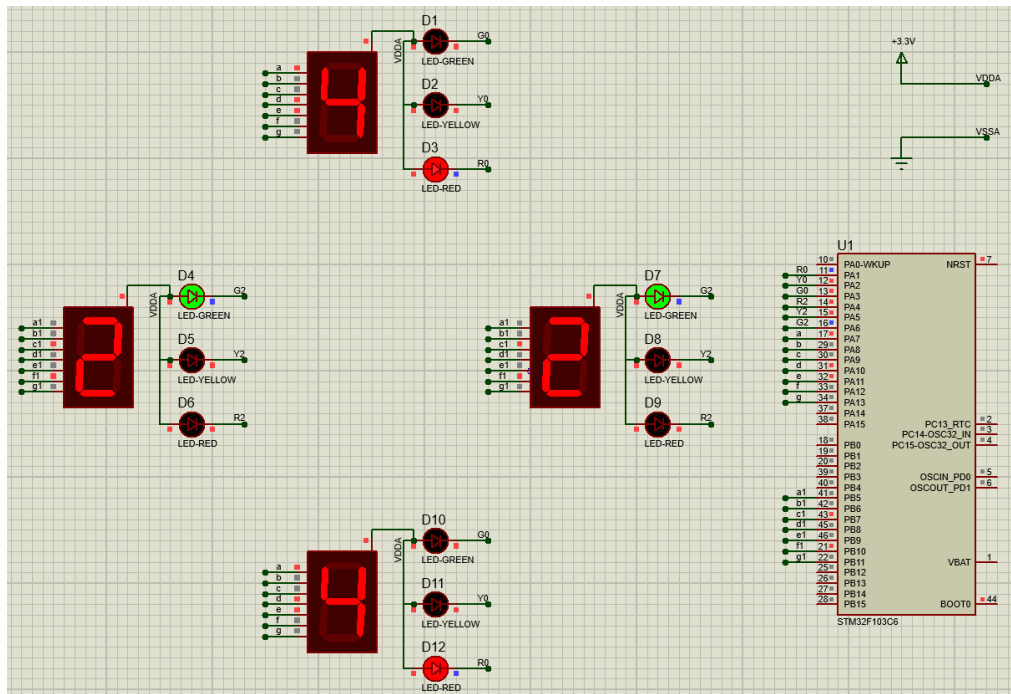 D1
G0
VDDA
LED-GREEN
D2
Y0
LED-YELLOW
D3
R0
LED-RED
a
b
c
d
e
f
g
4
+3.3V
VDDA
VSSA
D4
G2
VDDA
LED-GREEN
D5
Y2
LED-YELLOW
D6
R2
LED-RED
a1
b1
c1
d1
e1
f1
g1
2
D7
G2
VDDA
LED-GREEN
D8
Y2
LED-YELLOW
D9
R2
LED-RED
a1
b1
c1
d1
e1
f1
g1
2
D10
G0
VDDA
LED-GREEN
D11
Y0
LED-YELLOW
D12
R0
LED-RED
a
b
c
d
e
f
g
4
U1
10 PA0-WKUP NRST 7
R0 11 PA1
Y0 12 PA2
G0 13 PA3
R2 14 PA4
Y2 15 PA5
G2 16 PA6
a 17 PA7
b 29 PA8
c 30 PA9
d 31 PA10
e 32 PA11
f 33 PA12
g 34 PA13
37 PA14
38 PA15 PC13_RTC 2
PC14-OSC32_IN 3
18 PB0 PC15-OSC32_OUT 4
19 PB1
20 PB2
39 PB3 OSCIN_PD0 5
40 PB4 OSCOUT_PD1 6
a1 41 PB5
b1 42 PB6
c1 43 PB7
d1 45 PB8
e1 46 PB9
f1 21 PB10
g1 22 PB11 VBAT 1
25 PB12
26 PB13
27 PB14
28 PB15 BOOT0 44
STM32F103C6